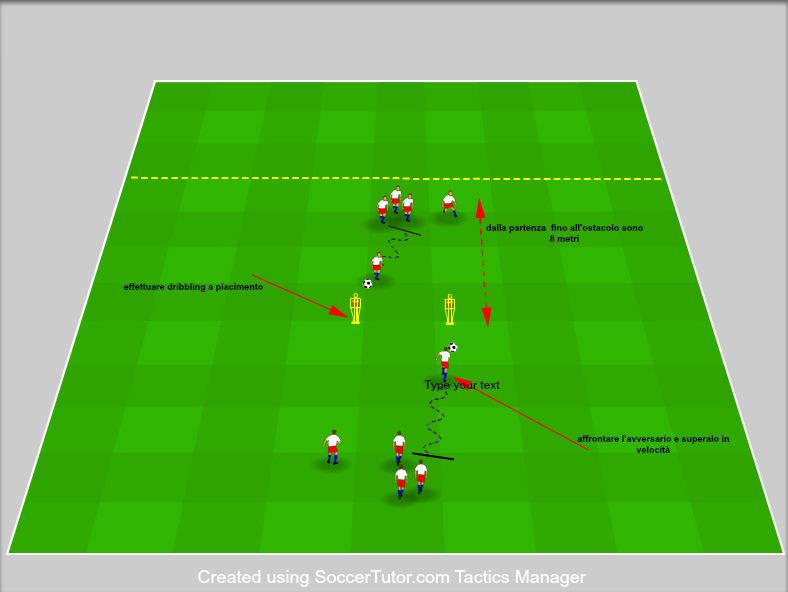 dalla partenza fino all'ostacolo sono
8 metri
effettuare dribbling a piacimento
Type your text
affrontare l'avversario e superalo in
velocità
Created using SoccerTutor.com Tactics Manager